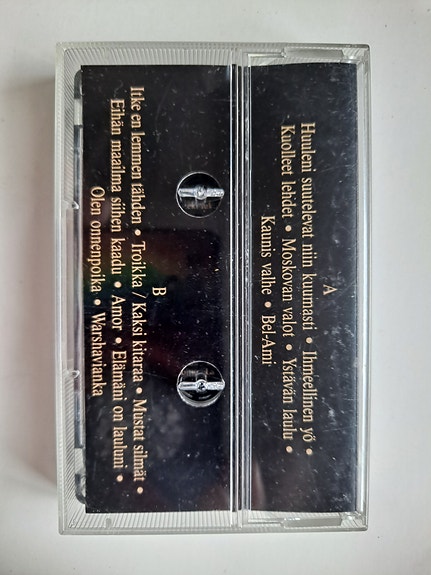 A
Huuleni suutelevat niin kuumasti • Ihmeellinen yö •
Kuolleet lehdet • Moskovan valot • Ystävän laulu •
Kaunis valhe • Bel-Ami
B
Itke en lemmen tähden • Troikka / Kaksi kitaraa • Mustat silmät •
Eihän maailma siihen kaadu • Amor • Elämäni on lauluni •
Olen onnenpoika • Warshavianka